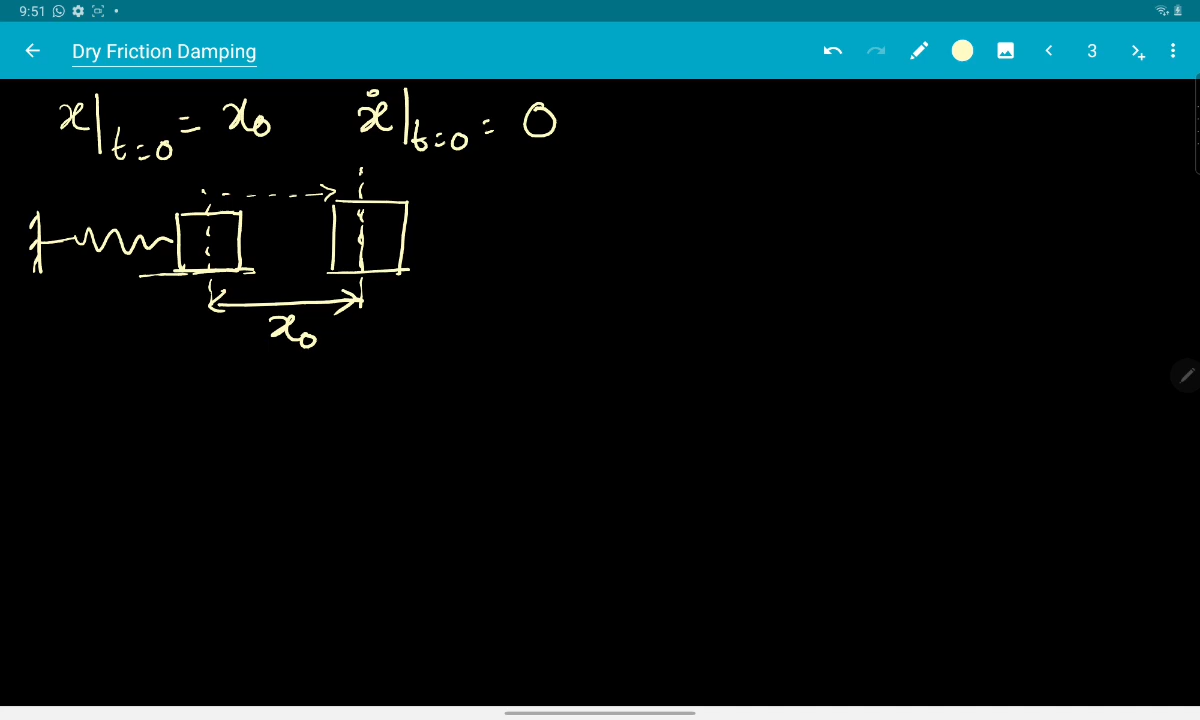 9:51
Dry Friction Damping
3
x|t=0 = x0 ẋ|t=0 = 0
x0